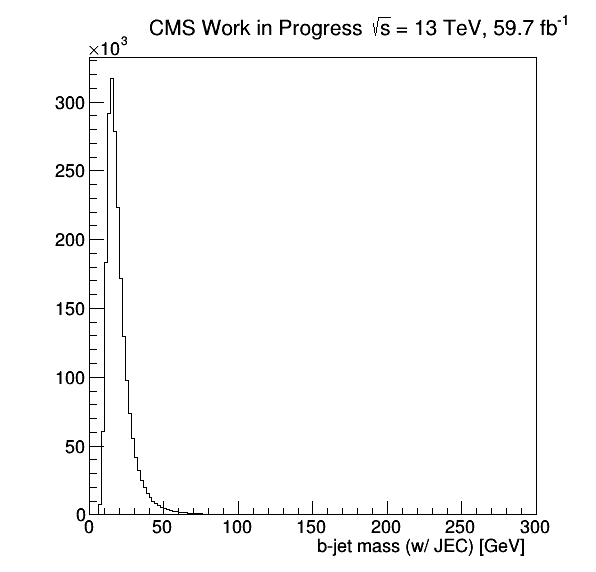 CMS Work in Progress √s = 13 TeV, 59.7 fb⁻¹
×10³
300
250
200
150
100
50
0
0 50 100 150 200 250 300
b-jet mass (w/ JEC) [GeV]